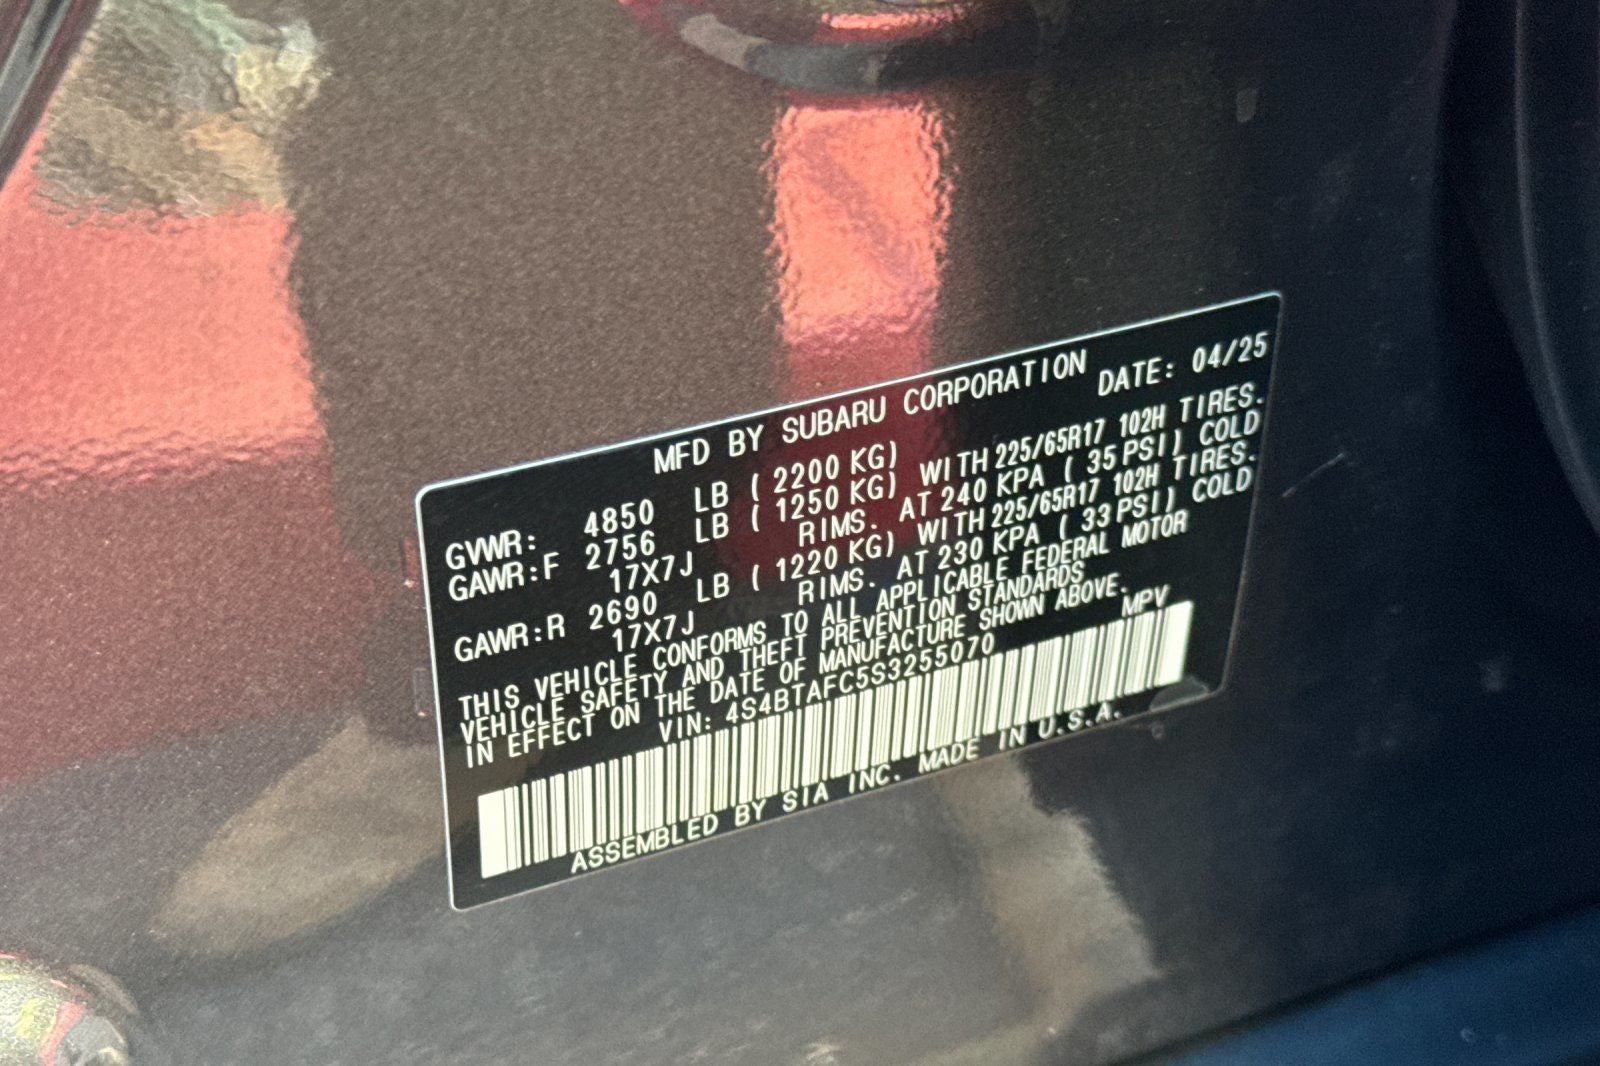 MFD BY SUBARU CORPORATION
DATE: 04/25
GVWR: 4850 LB ( 2200 KG)
GAWR:F 2756 LB ( 1250 KG) WITH 225/65R17 102H TIRES.
17X7J RIMS. AT 240 KPA ( 35 PSI) COLD
GAWR:R 2690 LB ( 1220 KG) WITH 225/65R17 102H TIRES.
17X7J RIMS. AT 230 KPA ( 33 PSI) COLD
THIS VEHICLE CONFORMS TO ALL APPLICABLE FEDERAL MOTOR
VEHICLE SAFETY AND THEFT PREVENTION STANDARDS
IN EFFECT ON THE DATE OF MANUFACTURE SHOWN ABOVE.
VIN: 4S4BTAFC5S3255070 MPV
ASSEMBLED BY SIA INC. MADE IN U.S.A.